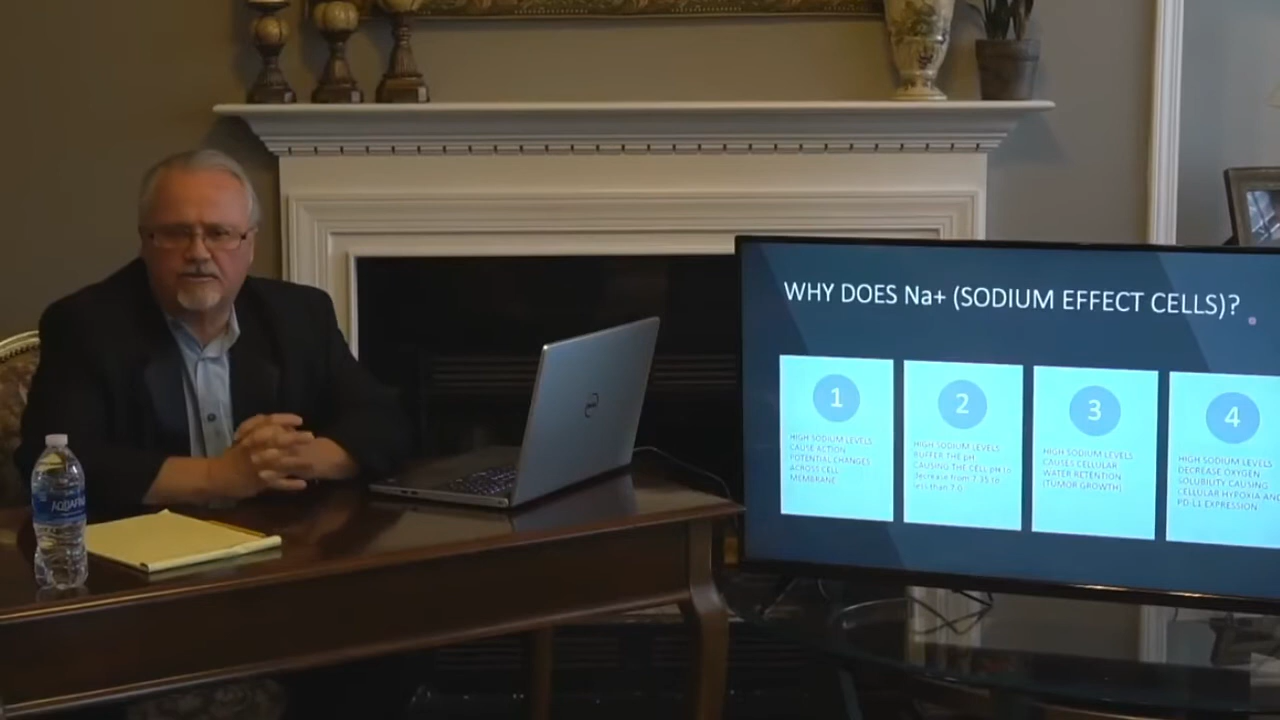 WHY DOES Na+ (SODIUM EFFECT CELLS)?
1
HIGH SODIUM LEVELS
CAUSE ACTION
POTENTIAL CHANGES
ACROSS CELL
MEMBRANE
2
HIGH SODIUM LEVELS
BUFFER THE pH
CAUSING THE CELL pH to
decrease from 7.35 to
less than 7.0
3
HIGH SODIUM LEVELS
CAUSES CELLULAR
WATER RETENTION
(TUMOR GROWTH)
4
HIGH SODIUM LEVELS
DECREASE OXYGEN
SOLUBILITY CAUSING
CELLULAR HYPOXIA AND
PD-L1 EXPRESSION
AQUAFINA
DELL